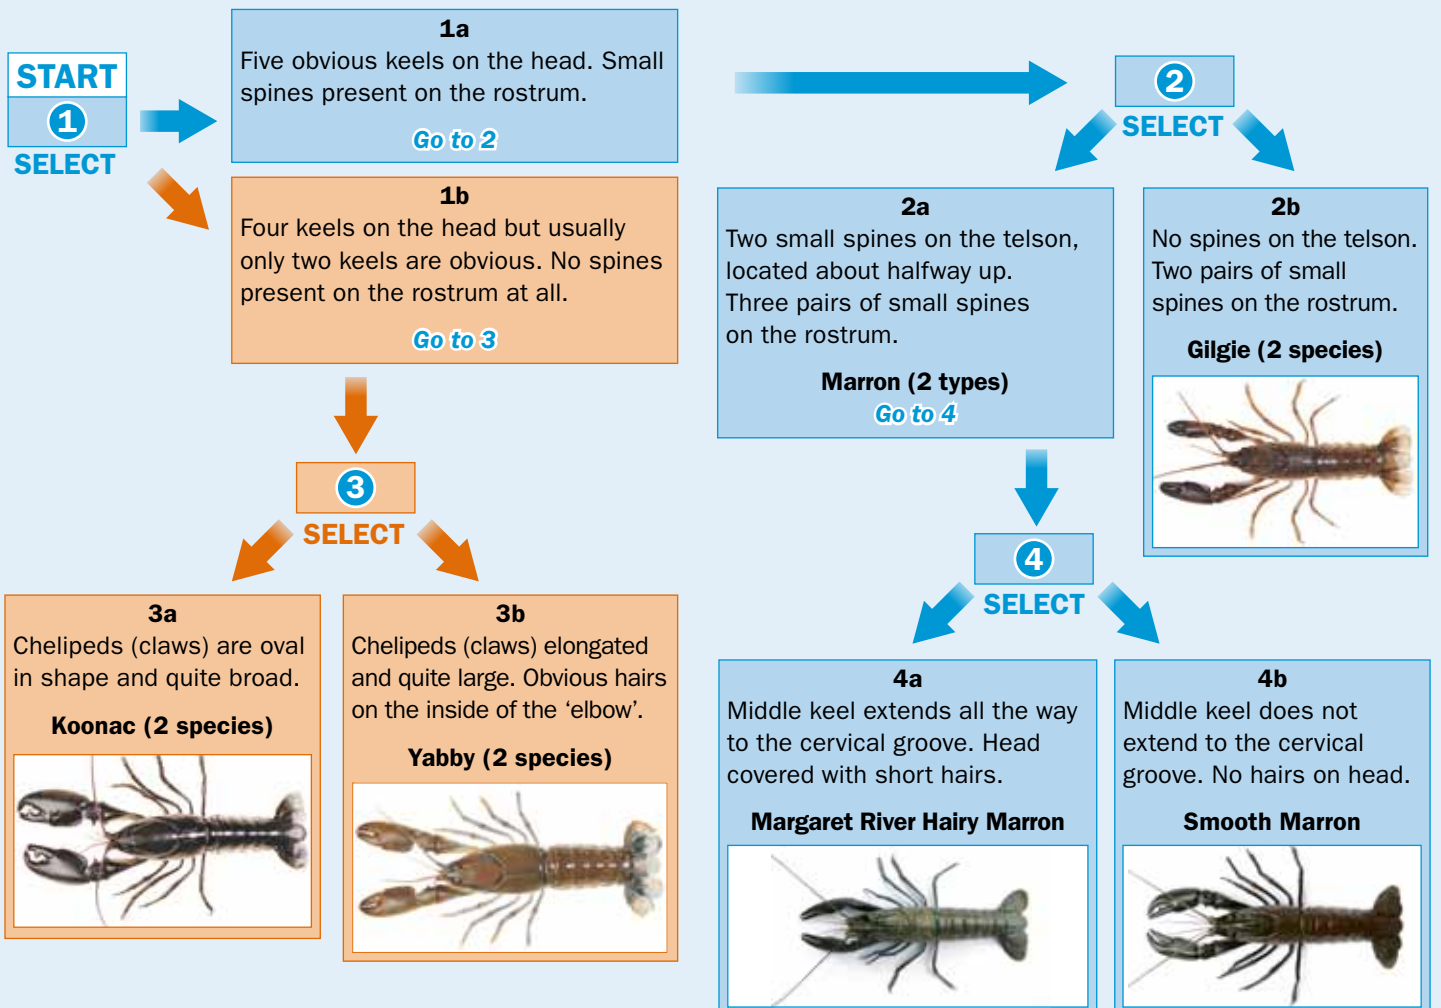 START
1
SELECT
1a
Five obvious keels on the head. Small
spines present on the rostrum.
Go to 2
1b
Four keels on the head but usually
only two keels are obvious. No spines
present on the rostrum at all.
Go to 3
2
SELECT
2a
Two small spines on the telson,
located about halfway up.
Three pairs of small spines
on the rostrum.
Marron (2 types)
Go to 4
2b
No spines on the telson.
Two pairs of small
spines on the rostrum.
Gilgie (2 species)
3
SELECT
3a
Chelipeds (claws) are oval
in shape and quite broad.
Koonac (2 species)
3b
Chelipeds (claws) elongated
and quite large. Obvious hairs
on the inside of the ‘elbow’.
Yabby (2 species)
4
SELECT
4a
Middle keel extends all the way
to the cervical groove. Head
covered with short hairs.
Margaret River Hairy Marron
4b
Middle keel does not
extend to the cervical
groove. No hairs on head.
Smooth Marron